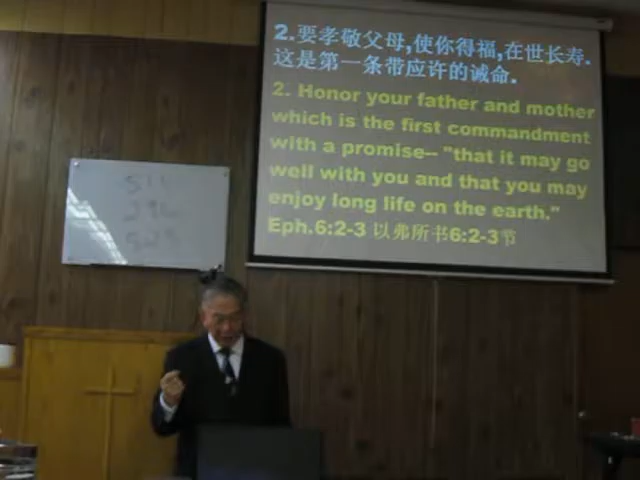 2.要孝敬父母,使你得福,在世长寿.
这是第一条带应许的诫命.
2. Honor your father and mother
which is the first commandment
with a promise-- "that it may go
well with you and that you may
enjoy long life on the earth."
Eph.6:2-3 以弗所书6:2-3节